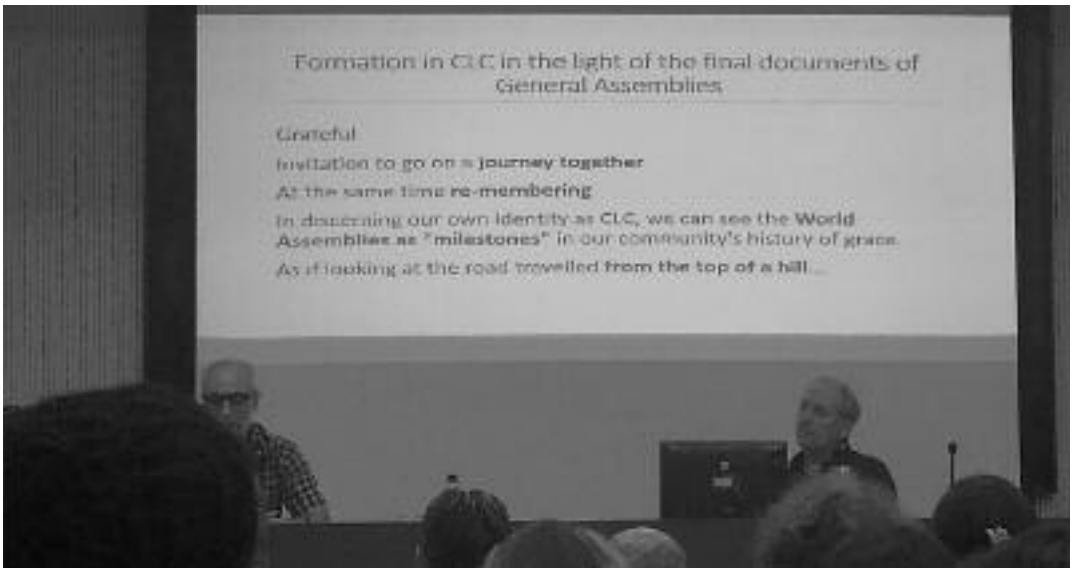 Formation in CLC in the light of the final documents of
General Assemblies
Grateful
Invitation to go on a journey together
At the same time re-membering
In discerning our own identity as CLC, we can see the World
Assemblies as "milestones" in our community's history of grace.
As if looking at the road travelled from the top of a hill...